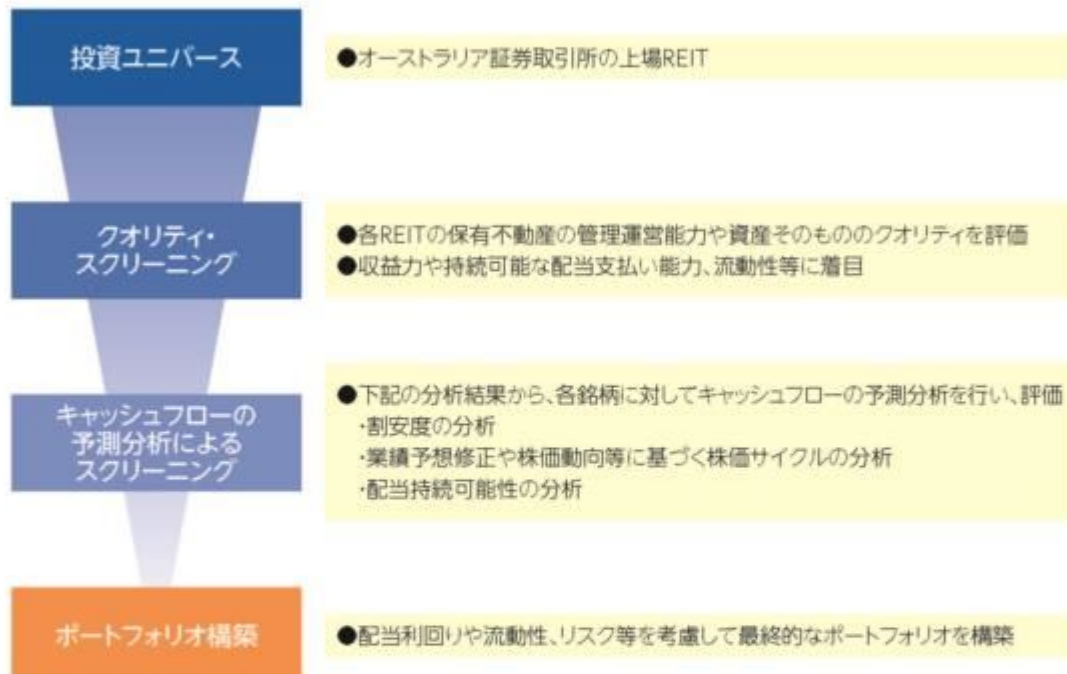 投資ユニバース
●オーストラリア証券取引所の上場REIT
クオリティ・
スクリーニング
●各REITの保有不動産の管理運営能力や資産そのもののクオリティを評価
●収益力や持続可能な配当支払い能力、流動性等に着目
キャッシュフローの
予測分析による
スクリーニング
●下記の分析結果から、各銘柄に対してキャッシュフローの予測分析を行い、評価
・割安度の分析
・業績予想修正や株価動向等に基づく株価サイクルの分析
・配当持続可能性の分析
ポートフォリオ構築
●配当利回りや流動性、リスク等を考慮して最終的なポートフォリオを構築